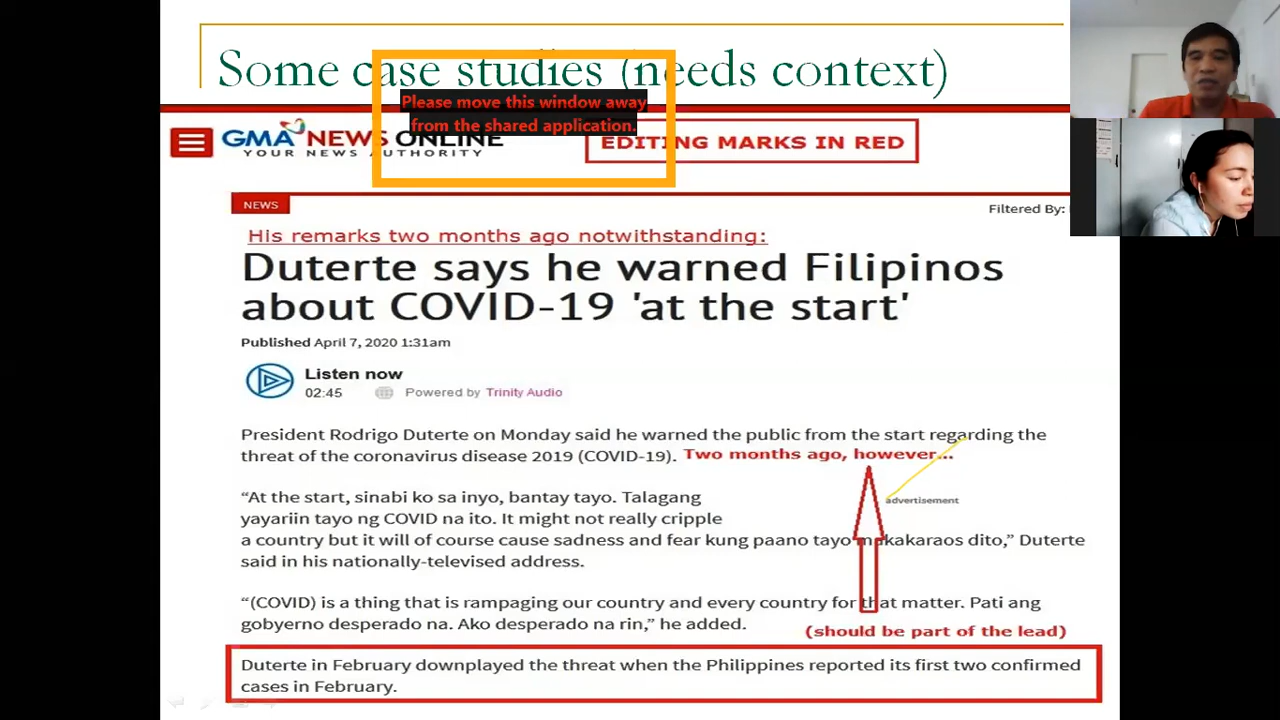 Some case studies (needs context)
Please move this window away
from the shared application.
GMA NEWS ONLINE
YOUR NEWS AUTHORITY
EDITING MARKS IN RED
NEWS
Filtered By:
His remarks two months ago notwithstanding:
Duterte says he warned Filipinos
about COVID-19 'at the start'
Published April 7, 2020 1:31am
Listen now
02:45 Powered by Trinity Audio
President Rodrigo Duterte on Monday said he warned the public from the start regarding the
threat of the coronavirus disease 2019 (COVID-19). Two months ago, however...
“At the start, sinabi ko sa inyo, bantay tayo. Talagang
advertisement
yayariin tayo ng COVID na ito. It might not really cripple
a country but it will of course cause sadness and fear kung paano tayo makakaraos dito,” Duterte
said in his nationally-televised address.
“(COVID) is a thing that is rampaging our country and every country for that matter. Pati ang
gobyerno desperado na. Ako desperado na rin,” he added.
(should be part of the lead)
Duterte in February downplayed the threat when the Philippines reported its first two confirmed
cases in February.